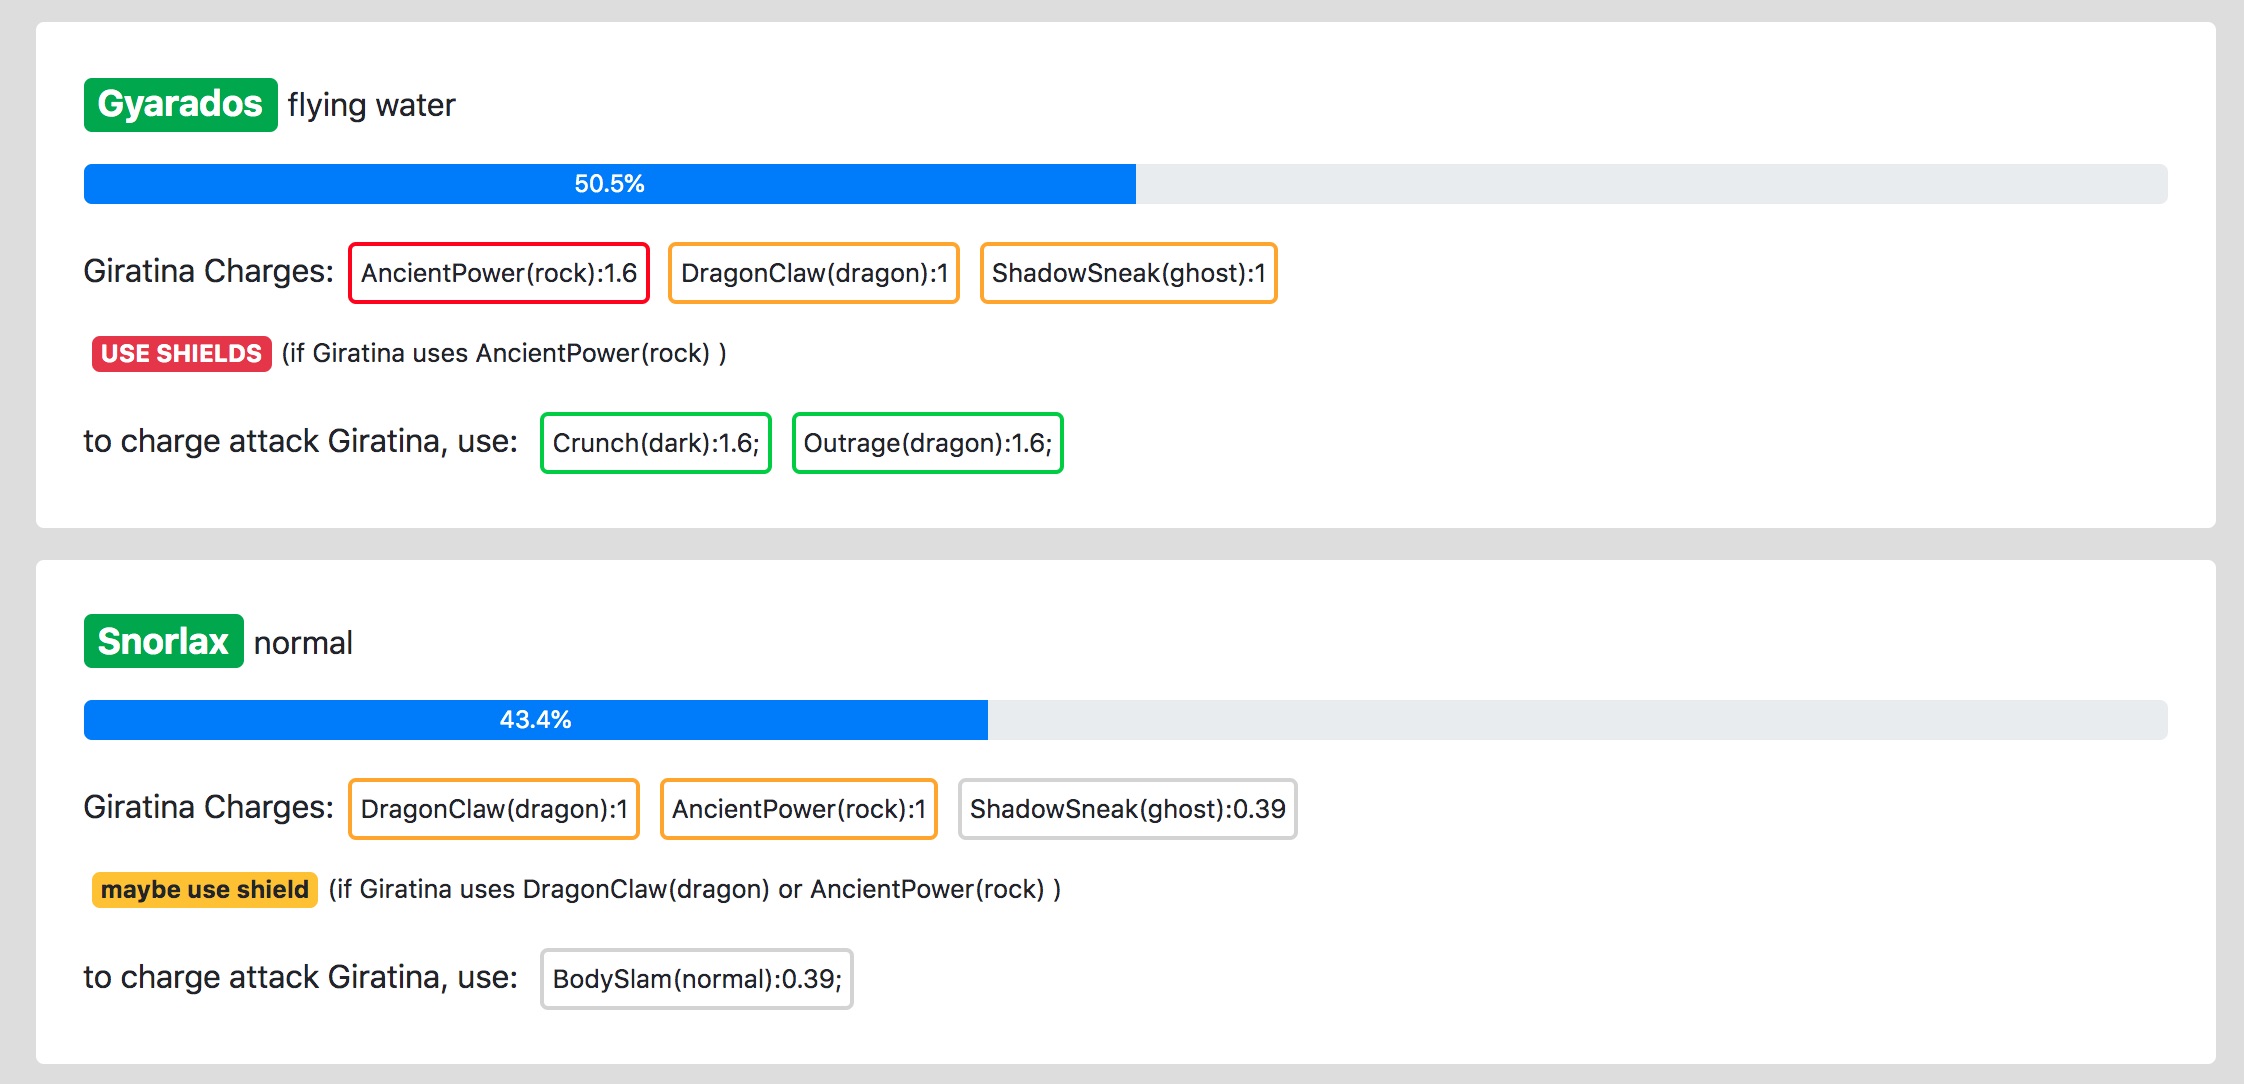 Gyarados flying water
50.5%
Giratina Charges: AncientPower(rock):1.6 DragonClaw(dragon):1 ShadowSneak(ghost):1
USE SHIELDS (if Giratina uses AncientPower(rock) )
to charge attack Giratina, use: Crunch(dark):1.6; Outrage(dragon):1.6;
Snorlax normal
43.4%
Giratina Charges: DragonClaw(dragon):1 AncientPower(rock):1 ShadowSneak(ghost):0.39
maybe use shield (if Giratina uses DragonClaw(dragon) or AncientPower(rock) )
to charge attack Giratina, use: BodySlam(normal):0.39;